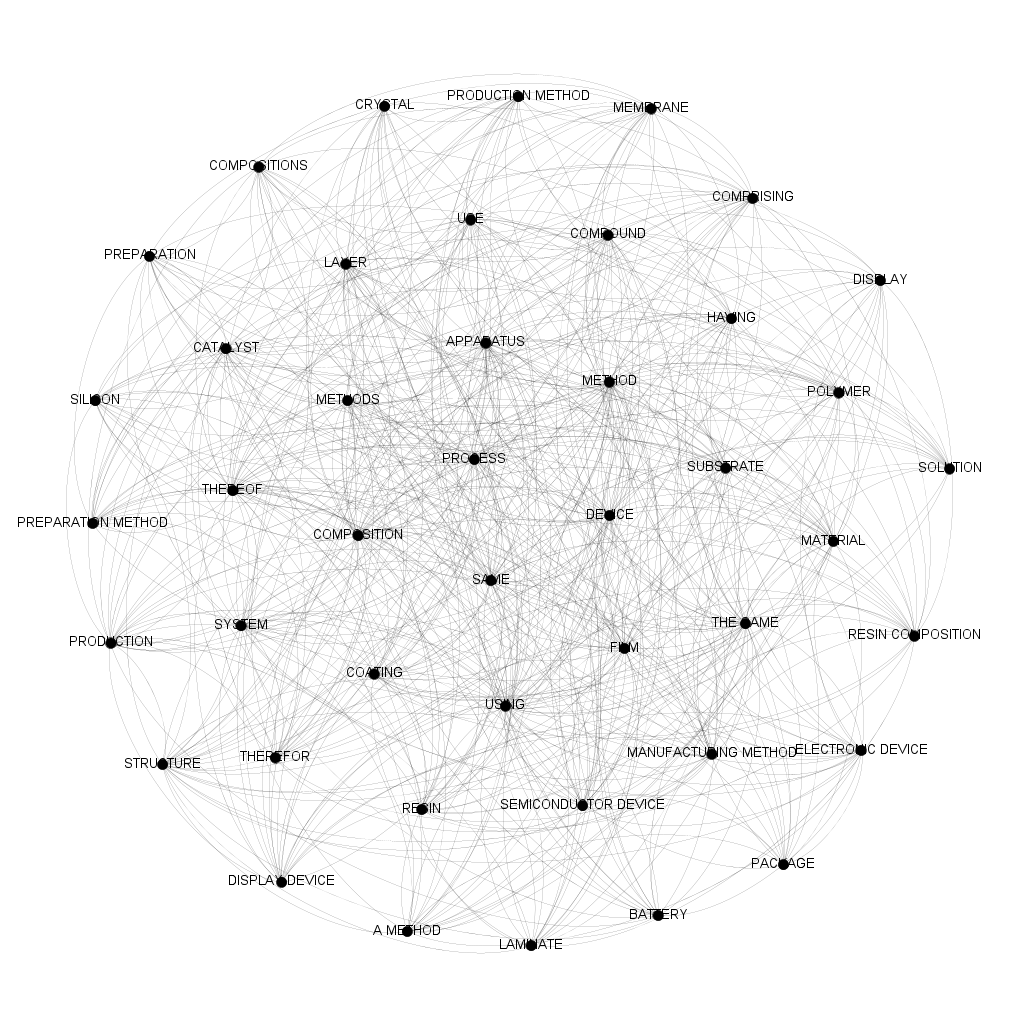 PRODUCTION METHOD
CRYSTAL
MEMBRANE
COMPOSITIONS
COMPRISING
USE
COMPOUND
PREPARATION
LAYER
DISPLAY
HAVING
APPARATUS
CATALYST
METHOD
POLYMER
SILICON
METHODS
PROCESS
SUBSTRATE
SOLUTION
THEREOF
DEVICE
PREPARATION METHOD
COMPOSITION
MATERIAL
SAME
THE SAME
SYSTEM
RESIN COMPOSITION
PRODUCTION
FILM
COATING
USING
MANUFACTURING METHOD
ELECTRONIC DEVICE
THEREFOR
STRUCTURE
SEMICONDUCTOR DEVICE
RESIN
PACKAGE
DISPLAY DEVICE
BATTERY
A METHOD
LAMINATE